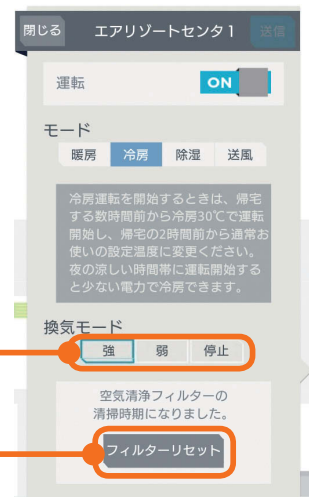 閉じる エアリゾートセンタ1 送信
運転 ON
モード
暖房 冷房 除湿 送風
冷房運転を開始するときは、帰宅
する数時間前から冷房30℃で運転
開始し、帰宅の2時間前から通常お
使いの設定温度に変更ください。
夜の涼しい時間帯に運転開始する
と少ない電力で冷房できます。
換気モード
強 弱 停止
空気清浄フィルターの
清掃時期になりました。
フィルターリセット